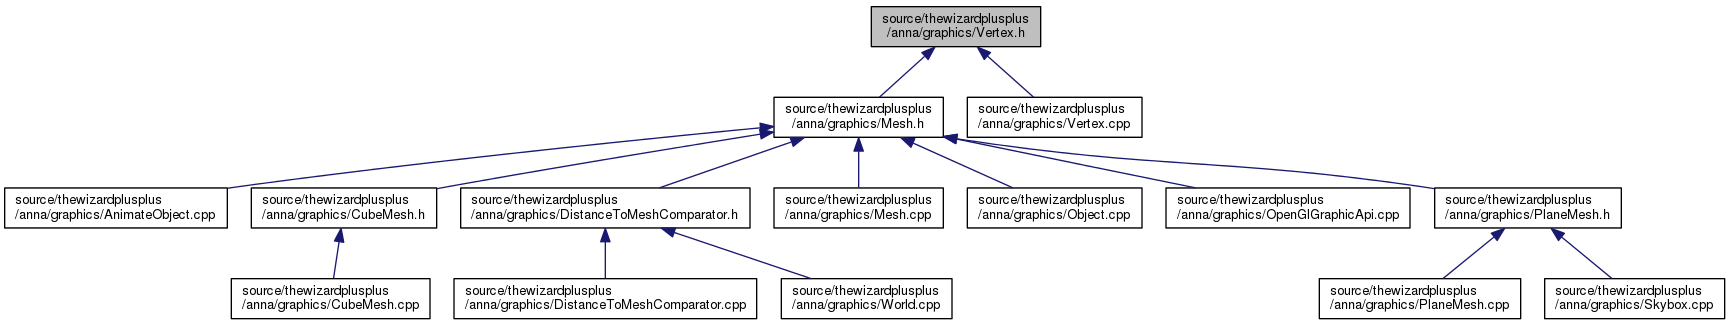 source/thewizardplusplus
/anna/graphics/Vertex.h
source/thewizardplusplus
/anna/graphics/Mesh.h
source/thewizardplusplus
/anna/graphics/Vertex.cpp
source/thewizardplusplus
/anna/graphics/AnimateObject.cpp
source/thewizardplusplus
/anna/graphics/CubeMesh.h
source/thewizardplusplus
/anna/graphics/DistanceToMeshComparator.h
source/thewizardplusplus
/anna/graphics/Mesh.cpp
source/thewizardplusplus
/anna/graphics/Object.cpp
source/thewizardplusplus
/anna/graphics/OpenGlGraphicApi.cpp
source/thewizardplusplus
/anna/graphics/PlaneMesh.h
source/thewizardplusplus
/anna/graphics/CubeMesh.cpp
source/thewizardplusplus
/anna/graphics/DistanceToMeshComparator.cpp
source/thewizardplusplus
/anna/graphics/World.cpp
source/thewizardplusplus
/anna/graphics/PlaneMesh.cpp
source/thewizardplusplus
/anna/graphics/Skybox.cpp